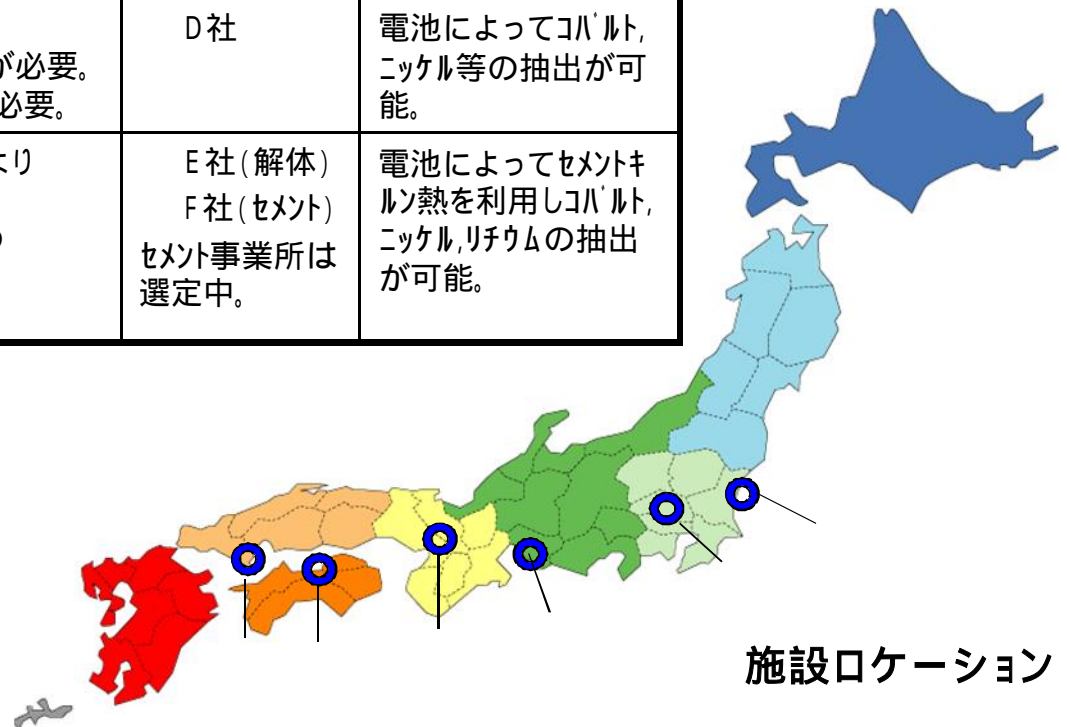 が必要。
必要。
D社
電池によってｺﾊﾞﾙﾄ,
ﾆｯｹﾙ等の抽出が可
能。
より
E社(解体)
F社(ｾﾒﾝﾄ)
ｾﾒﾝﾄ事業所は
選定中。
電池によってｾﾒﾝﾄｷ
ﾙﾝ熱を利用しｺﾊﾞﾙﾄ,
ﾆｯｹﾙ,ﾘﾁｳﾑの抽出
が可能。
施設ロケーション